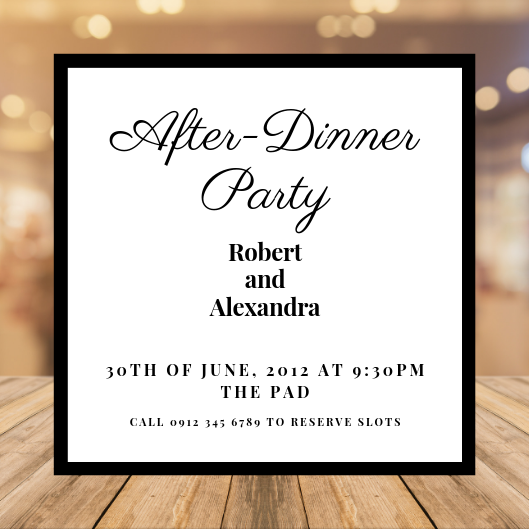 After-Dinner
Party
Robert
and
Alexandra
30TH OF JUNE, 2012 AT 9:30PM
THE PAD
CALL 0912 345 6789 TO RESERVE SLOTS